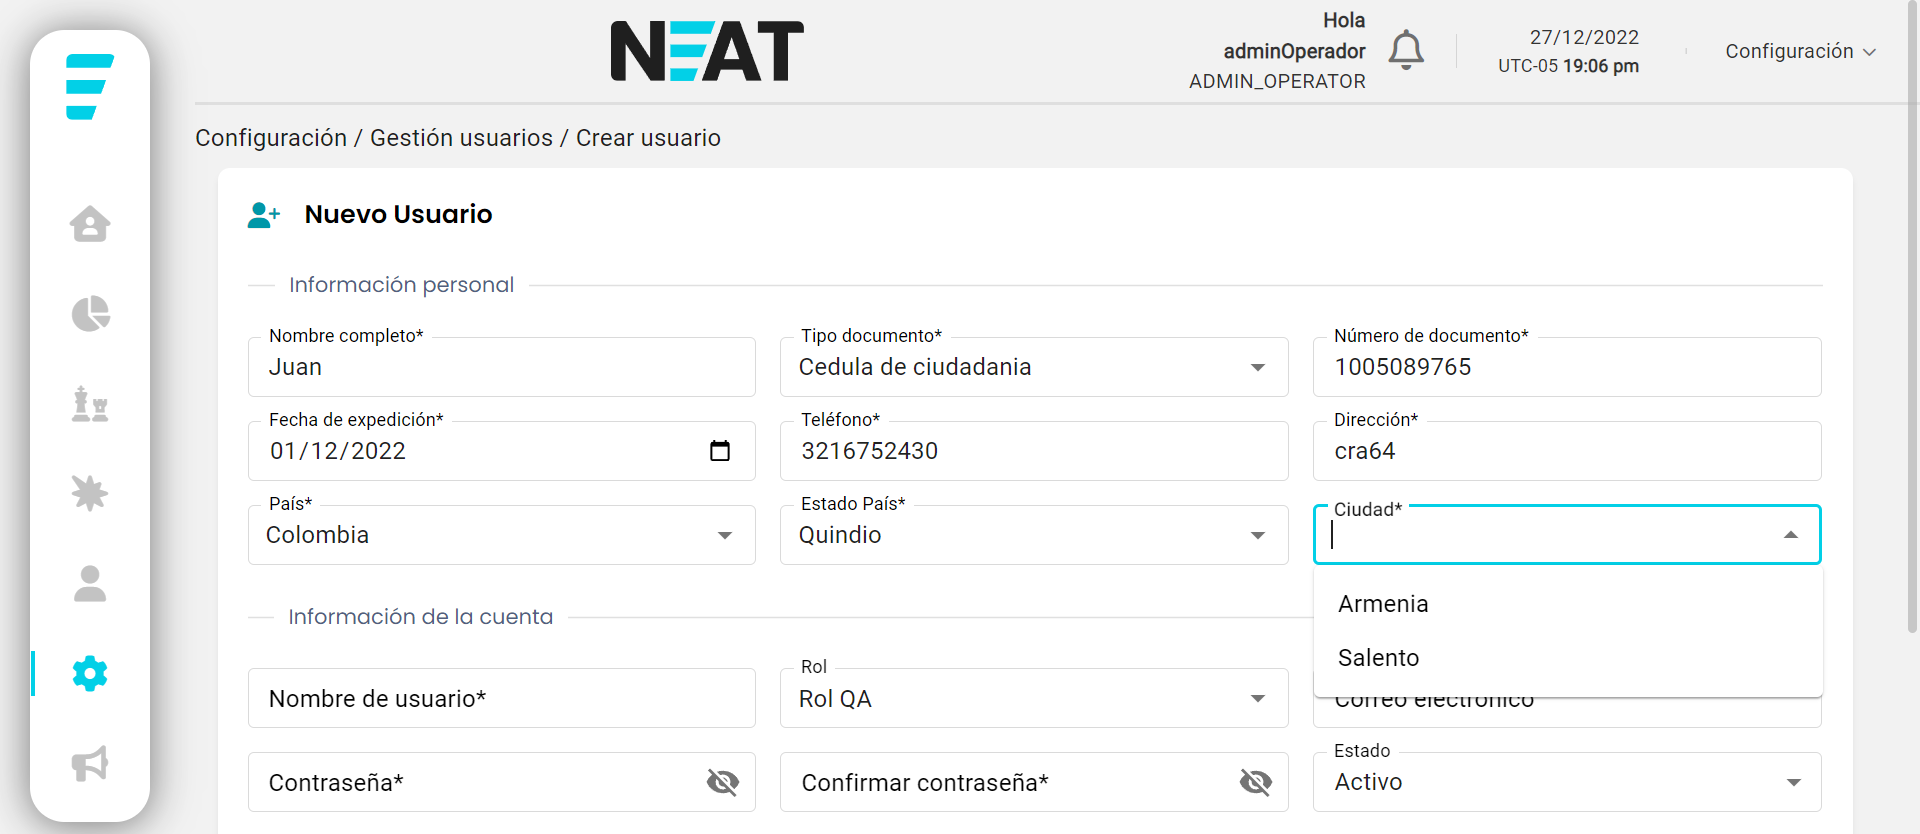 NEAT
Hola
adminOperador
ADMIN_OPERATOR
27/12/2022
UTC-05 19:06 pm
Configuración
Configuración / Gestión usuarios / Crear usuario
Nuevo Usuario
Información personal
Nombre completo*
Juan
Tipo documento*
Cedula de ciudadania
Número de documento*
1005089765
Fecha de expedición*
01/12/2022
Teléfono*
3216752430
Dirección*
cra64
País*
Colombia
Estado País*
Quindio
Ciudad*
Armenia
Salento
Información de la cuenta
Nombre de usuario*
Rol
Rol QA
Correo electrónico
Contraseña*
Confirmar contraseña*
Estado
Activo